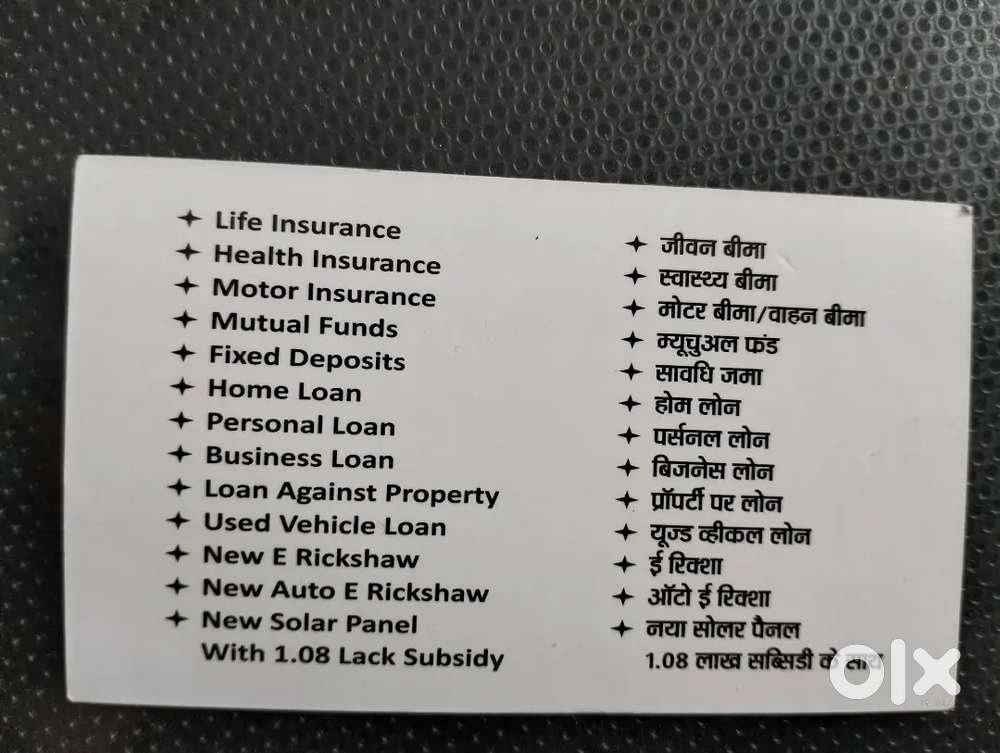 Life Insurance
Health Insurance
Motor Insurance
Mutual Funds
Fixed Deposits
Home Loan
Personal Loan
Business Loan
Loan Against Property
Used Vehicle Loan
New E Rickshaw
New Auto E Rickshaw
New Solar Panel
With 1.08 Lack Subsidy
जीवन बीमा
स्वास्थ्य बीमा
मोटर बीमा/वाहन बीमा
म्यूचुअल फंड
सावधि जमा
होम लोन
पर्सनल लोन
बिजनेस लोन
प्रॉपर्टी पर लोन
यूज्ड व्हीकल लोन
ई रिक्शा
ऑटो ई रिक्शा
नया सोलर पैनल
1.08 लाख सब्सिडी के साथ
olx